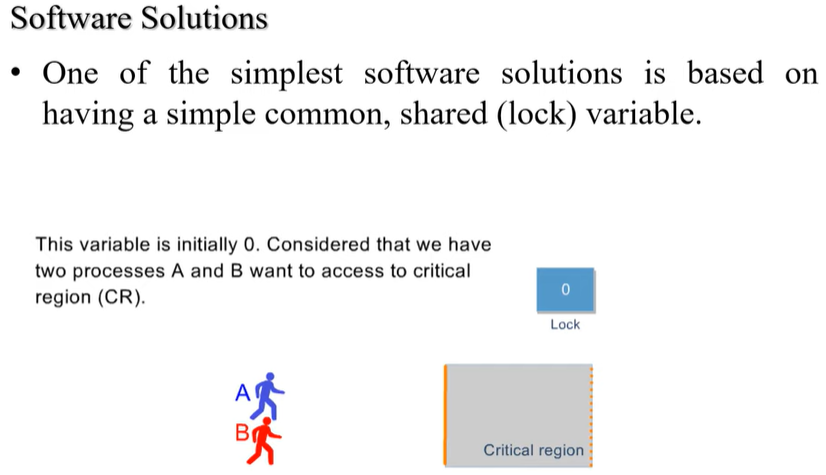 Software Solutions
• One of the simplest software solutions is based on
having a simple common, shared (lock) variable.
This variable is initially 0. Considered that we have
two processes A and B want to access to critical
region (CR).
0
Lock
A
B
Critical region